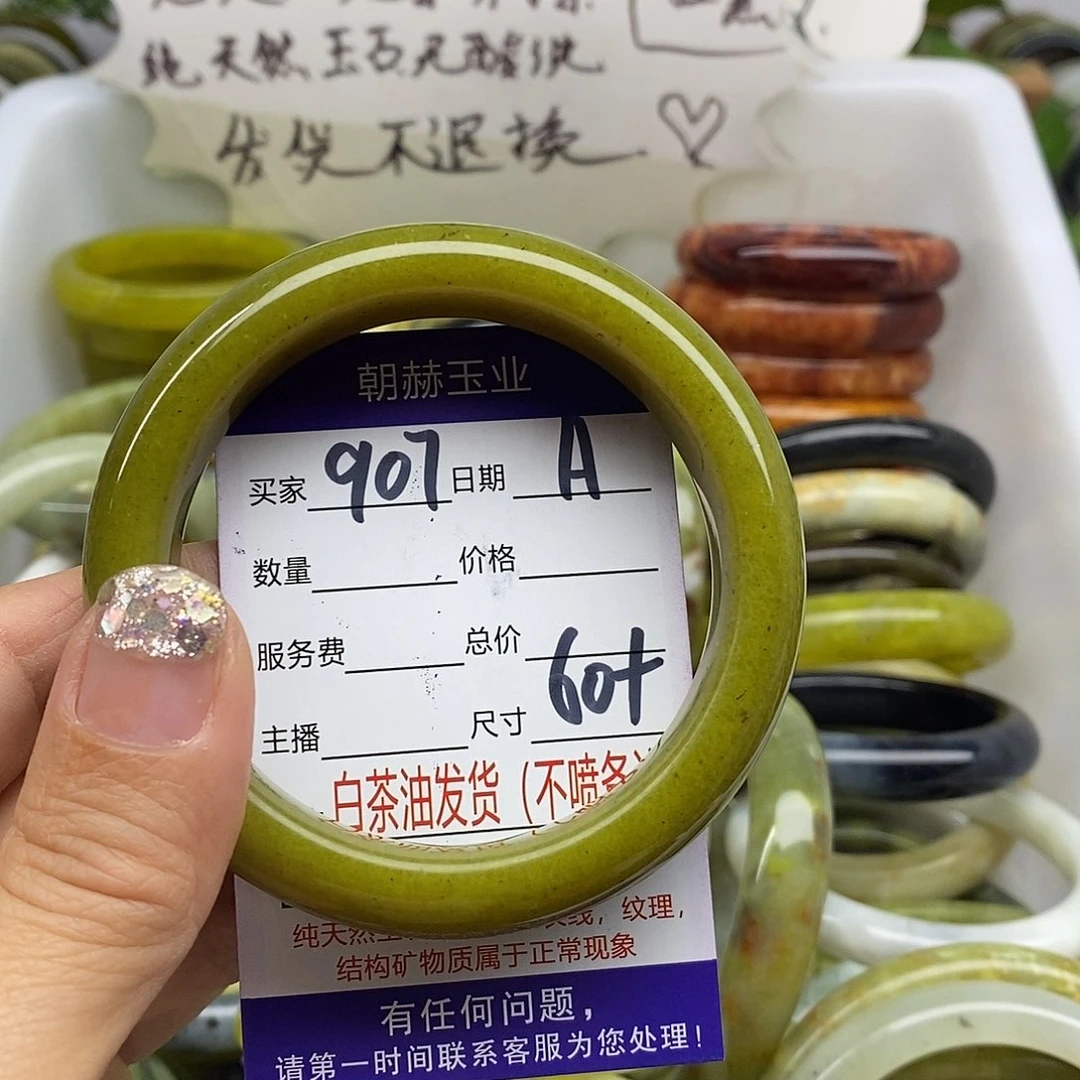 纯天然玉石无酸洗
发货不退换
朝赫玉业
买家 907 日期 A
数量 价格
服务费 总价
主播 尺寸 60+
白茶油发货(不喷
纹理,
纯天然
结构矿物质属于正常现象
有任何问题,
请第一时间联系客服为您处理!